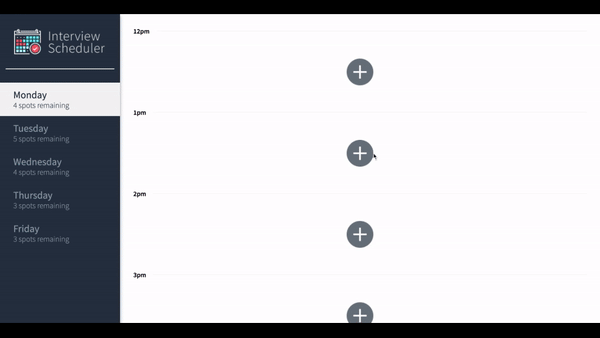 Interview
Scheduler
Monday
4 spots remaining
Tuesday
5 spots remaining
Wednesday
4 spots remaining
Thursday
3 spots remaining
Friday
3 spots remaining
12pm
1pm
2pm
3pm